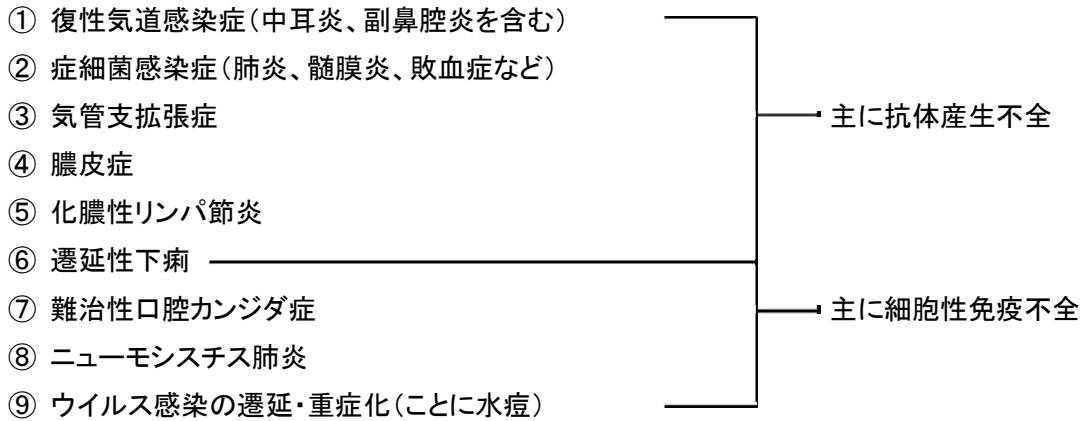 ① 復性気道感染症（中耳炎、副鼻腔炎を含む）
② 症細菌感染症（肺炎、髄膜炎、敗血症など）
③ 気管支拡張症
主に抗体産生不全
④ 膿皮症
⑤ 化膿性リンパ節炎
⑥ 遷延性下痢
⑦ 難治性口腔カンジダ症
主に細胞性免疫不全
⑧ ニューモシスチス肺炎
⑨ ウイルス感染の遷延・重症化（ことに水痘）